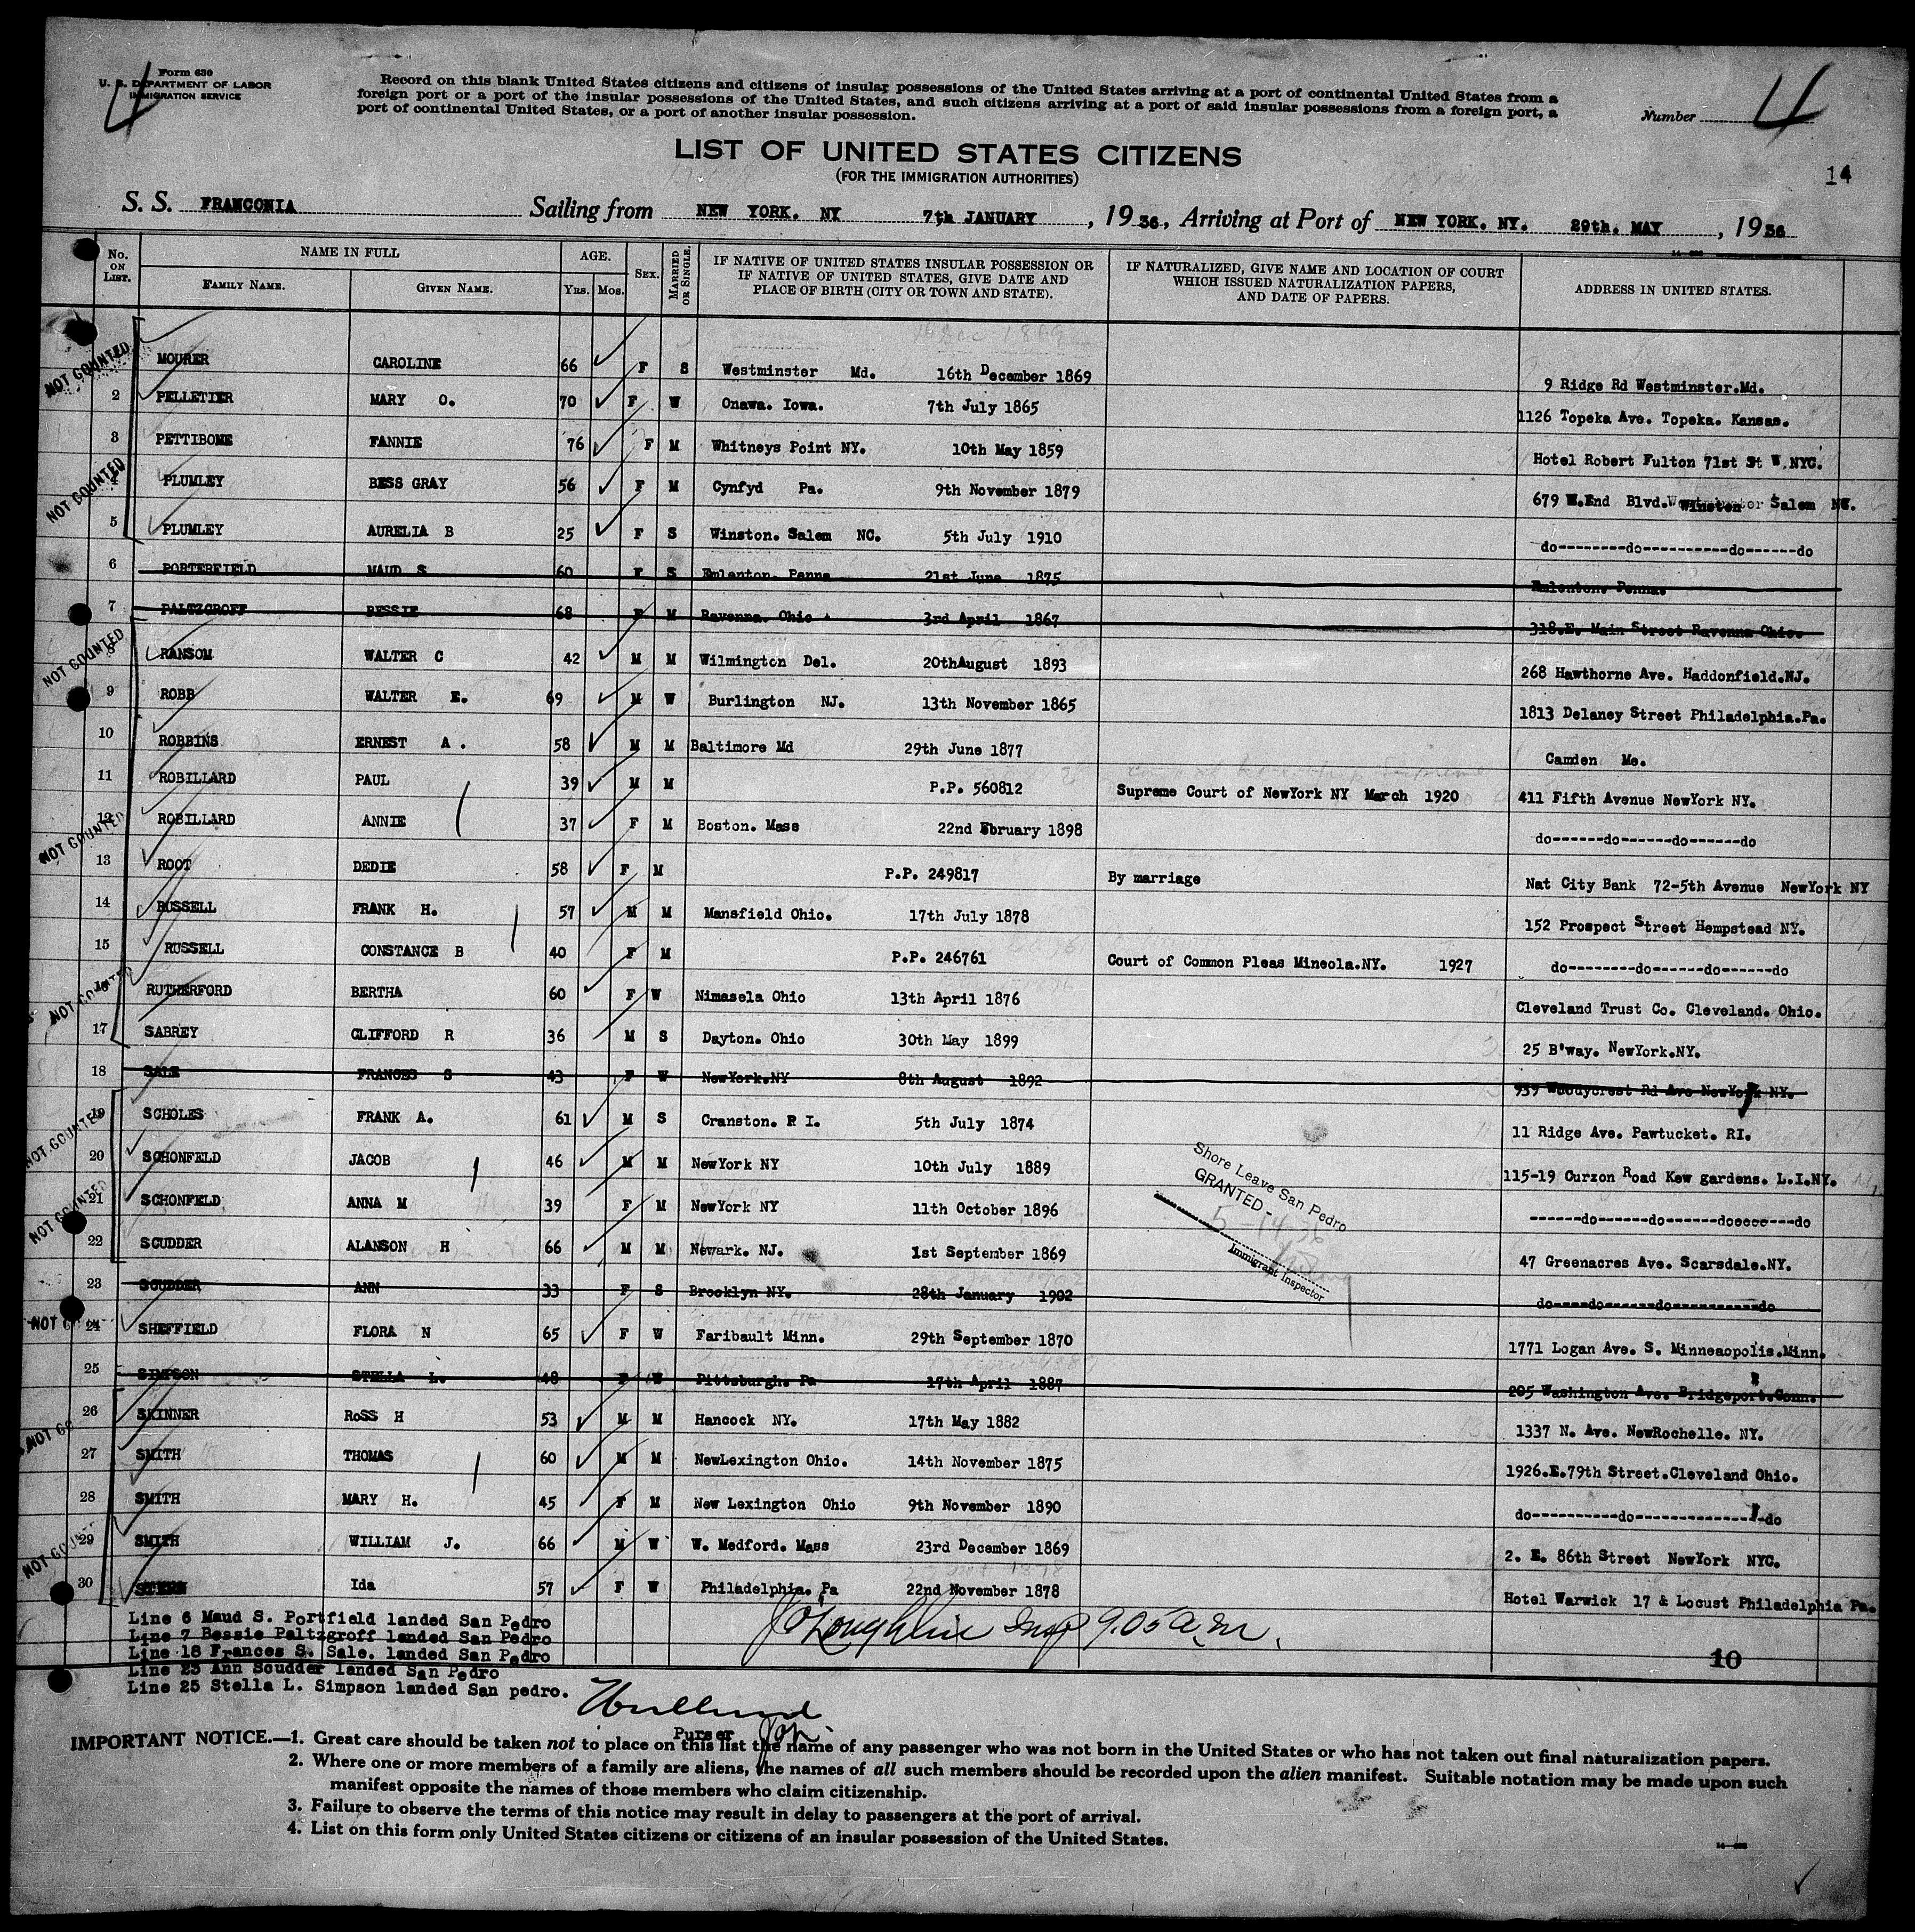 Form 630
U. S. DEPARTMENT OF LABOR
IMMIGRATION SERVICE
4
Record on this blank United States citizens and citizens of insular possessions of the United States arriving at a port of continental United States from a
foreign port or a port of the insular possessions of the United States, and such citizens arriving at a port of said insular possessions from a foreign port, a
port of continental United States, or a port of another insular possession.
Number 4
LIST OF UNITED STATES CITIZENS
(FOR THE IMMIGRATION AUTHORITIES)
14
S. S. FRANCONIA Sailing from NEW YORK. NY 7th JANUARY, 1936, Arriving at Port of NEW YORK. NY. 29th. MAY, 1936
No. ON LIST. NAME IN FULL AGE. SEX. MARRIED OR SINGLE. IF NATIVE OF UNITED STATES INSULAR POSSESSION OR IF NATIVE OF UNITED STATES, GIVE DATE AND PLACE OF BIRTH (CITY OR TOWN AND STATE). IF NATURALIZED, GIVE NAME AND LOCATION OF COURT WHICH ISSUED NATURALIZATION PAPERS, AND DATE OF PAPERS. ADDRESS IN UNITED STATES.
FAMILY NAME. GIVEN NAME. YRS. MOS.
NOT COUNTED MOURER CAROLINE 66 F S Westminster Md. 16th December 1869 9 Ridge Rd Westminster.Md.
2 PELLETIER MARY O. 70 F W Onawa. Iowa. 7th July 1865 1126 Topeka Ave. Topeka. Kansas.
3 PETTIBONE FANNIE 76 F M Whitneys Point NY. 10th May 1859 Hotel Robert Fulton 71st St W.NYC.
NOT COUNTED 4 PLUMLEY BESS GRAY 56 F M Cynfyd Pa. 9th November 1879 679 W.End Blvd. Winston Salem NC.
5 PLUMLEY AURELIA B 25 F S Winston. Salem NC. 5th July 1910 do--------do----------do------do
6 PORTERFIELD MAUD S 60 F S Emlenton. Penna 21st June 1875 Emlenton. Penna.
7 PALTZGROFF BESSIE 68 F M Ravenna. Ohio 3rd April 1867 318.E. Main Street Ravenna Ohio.
NOT COUNTED 8 RANSOM WALTER C 42 M M Wilmington Del. 20thAugust 1893 268 Hawthorne Ave. Haddonfield.NJ.
9 ROBB WALTER E. 69 M W Burlington NJ. 13th November 1865 1813 Delaney Street Philadelphia.Pa.
10 ROBBINS ERNEST A. 58 M M Baltimore Md 29th June 1877 Camden Me.
11 ROBILLARD PAUL 39 M M P.P. 560812 Supreme Court of NewYork NY March 1920 411 Fifth Avenue NewYork NY.
NOT COUNTED 12 ROBILLARD ANNIE 37 F M Boston. Mass 22nd Fbruary 1898 do------do-------do------do
13 ROOT DEDIE 58 F M P.P. 249817 By marriage Nat City Bank 72-5th Avenue NewYork NY
14 RUSSELL FRANK H. 57 M M Mansfield Ohio. 17th July 1878 152 Prospect Street Hempstead NY.
15 RUSSELL CONSTANCE B 40 F M P.P. 246761 Court of Common Pleas Mineola.NY. 1927 do--------do------do------do
NOT COUNTED 16 RUTHERFORD BERTHA 60 F W Nimasela Ohio 13th April 1876 Cleveland Trust Co. Cleveland. Ohio.
17 SABREY CLIFFORD R 36 M S Dayton. Ohio 30th May 1899 25 B'way. NewYork.NY.
18 SALE FRANCES S 43 F W NewYork.NY 8th August 1892 939 Woodycrest Rd Ave NewYork NY.
NOT COUNTED 19 SCHOLES FRANK A. 61 M S Cranston. R I. 5th July 1874 11 Ridge Ave. Pawtucket. RI.
20 SCHONFELD JACOB 46 M M NewYork NY 10th July 1889 115-19 Curzon Road Kew gardens. L.I.NY.
NOT COUNTED 21 SCHONFELD ANNA M 39 F M NewYork NY 11th October 1896 ------do------do------doeeee---do
22 SCUDDER ALANSON H 66 M M Newark. NJ. 1st September 1869 47 Greenacres Ave. Scarsdale.NY.
Shore Leave San Pedro
GRANTED-
5-14-36
Immigrant Inspector
23 SCUDDER ANN 33 F S Brooklyn NY. 28th January 1902 do----do------do-----------do
NOT 24 SHEFFIELD FLORA N 65 F W Faribault Minn. 29th September 1870 1771 Logan Ave. S. Minneaopolis.Minn.
25 SIMPSON STELLA L. 48 F W Pittsburgh. Pa 17th April 1887 205 Washington Ave. Bridgeport.Conn.
NOT CO 26 SKINNER RoSS H 53 M M Hancock NY. 17th May 1882 1337 N. Ave. NewRochelle. NY.
27 SMITH THOMAS 60 M M NewLexington Ohio. 14th November 1875 1926.E.79th Street.Cleveland Ohio.
28 SMITH MARY H. 45 F M New Lexington Ohio 9th November 1890 do----------do----------------do
NOT COUN 29 SMITH WILLIAM J. 66 M W W. Medford. Mass 23rd December 1869 2. E. 86th Street NewYork NYC.
30 STERN Ida 57 F W Philadelphia. Pa 22nd November 1878 Hotel Warwick 17 & Locust Philadelphia Pa.
Line 6 Maud S. Portfield landed San Pedro
Line 7 Bessie Paltzgroff landed San Pedro
Line 18 Frances S. Sale. landed San Pedro
Line 23 Ann Scudder landed San Pedro
Line 25 Stella L. Simpson landed San pedro.
J O'Loughlin Insp 9.05 a.m.
10
Purser
IMPORTANT NOTICE.—1. Great care should be taken not to place on this list the name of any passenger who was not born in the United States or who has not taken out final naturalization papers.
2. Where one or more members of a family are aliens, the names of all such members should be recorded upon the alien manifest. Suitable notation may be made upon such
manifest opposite the names of those members who claim citizenship.
3. Failure to observe the terms of this notice may result in delay to passengers at the port of arrival.
4. List on this form only United States citizens or citizens of an insular possession of the United States.